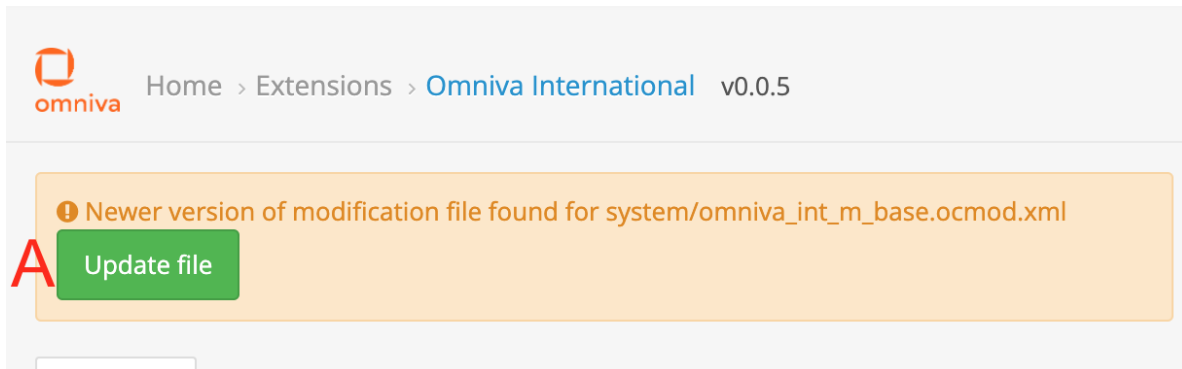 omniva
Home › Extensions › Omniva International v0.0.5
Newer version of modification file found for system/omniva_int_m_base.ocmod.xml
A
Update file